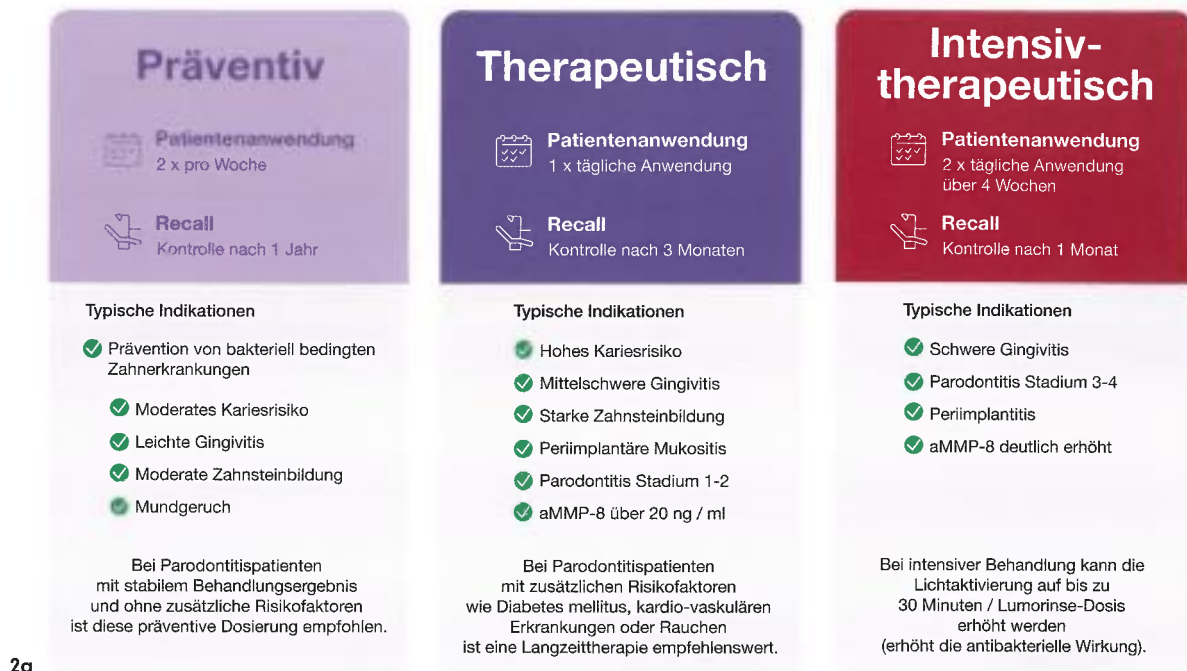 Präventiv
Patientenanwendung
2 x pro Woche
Recall
Kontrolle nach 1 Jahr
Typische Indikationen
Prävention von bakteriell bedingten
Zahnerkrankungen
Moderates Kariesrisiko
Leichte Gingivitis
Moderate Zahnsteinbildung
Mundgeruch
Bei Parodontitispatienten
mit stabilem Behandlungsergebnis
und ohne zusätzliche Risikofaktoren
ist diese präventive Dosierung empfohlen.
Therapeutisch
Patientenanwendung
1 x tägliche Anwendung
Recall
Kontrolle nach 3 Monaten
Typische Indikationen
Hohes Kariesrisiko
Mittelschwere Gingivitis
Starke Zahnsteinbildung
Periimplantäre Mukositis
Parodontitis Stadium 1-2
aMMP-8 über 20 ng / ml
Bei Parodontitispatienten
mit zusätzlichen Risikofaktoren
wie Diabetes mellitus, kardio-vaskulären
Erkrankungen oder Rauchen
ist eine Langzeittherapie empfehlenswert.
Intensiv-
therapeutisch
Patientenanwendung
2 x tägliche Anwendung
über 4 Wochen
Recall
Kontrolle nach 1 Monat
Typische Indikationen
Schwere Gingivitis
Parodontitis Stadium 3-4
Periimplantitis
aMMP-8 deutlich erhöht
Bei intensiver Behandlung kann die
Lichtaktivierung auf bis zu
30 Minuten / Lumorinse-Dosis
erhöht werden
(erhöht die antibakterielle Wirkung).
2a